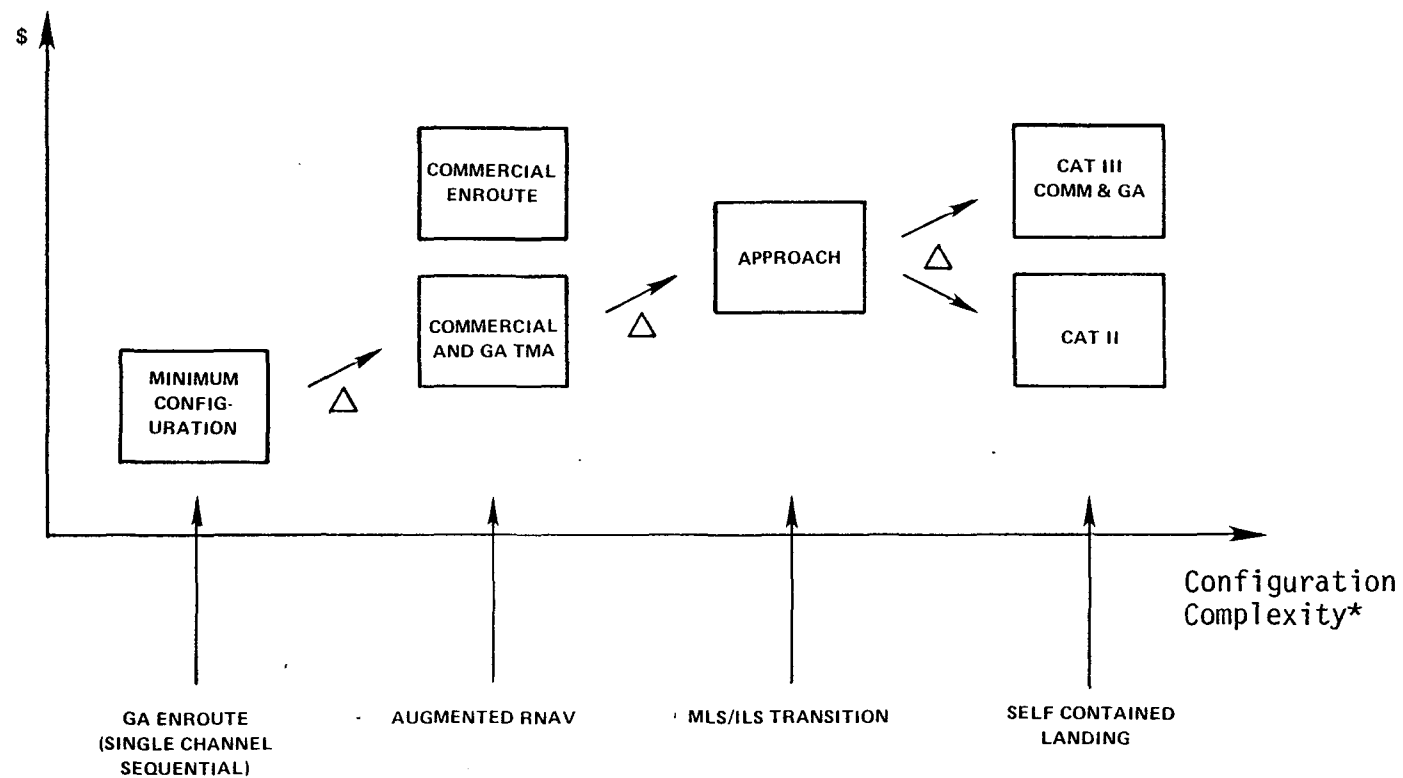 $
COMMERCIAL
ENROUTE
CAT III
COMM & GA
APPROACH
COMMERCIAL
AND GA TMA
CAT II
MINIMUM
CONFIG-
URATION
Configuration
Complexity*
GA ENROUTE
(SINGLE CHANNEL
SEQUENTIAL)
AUGMENTED RNAV
MLS/ILS TRANSITION
SELF CONTAINED
LANDING